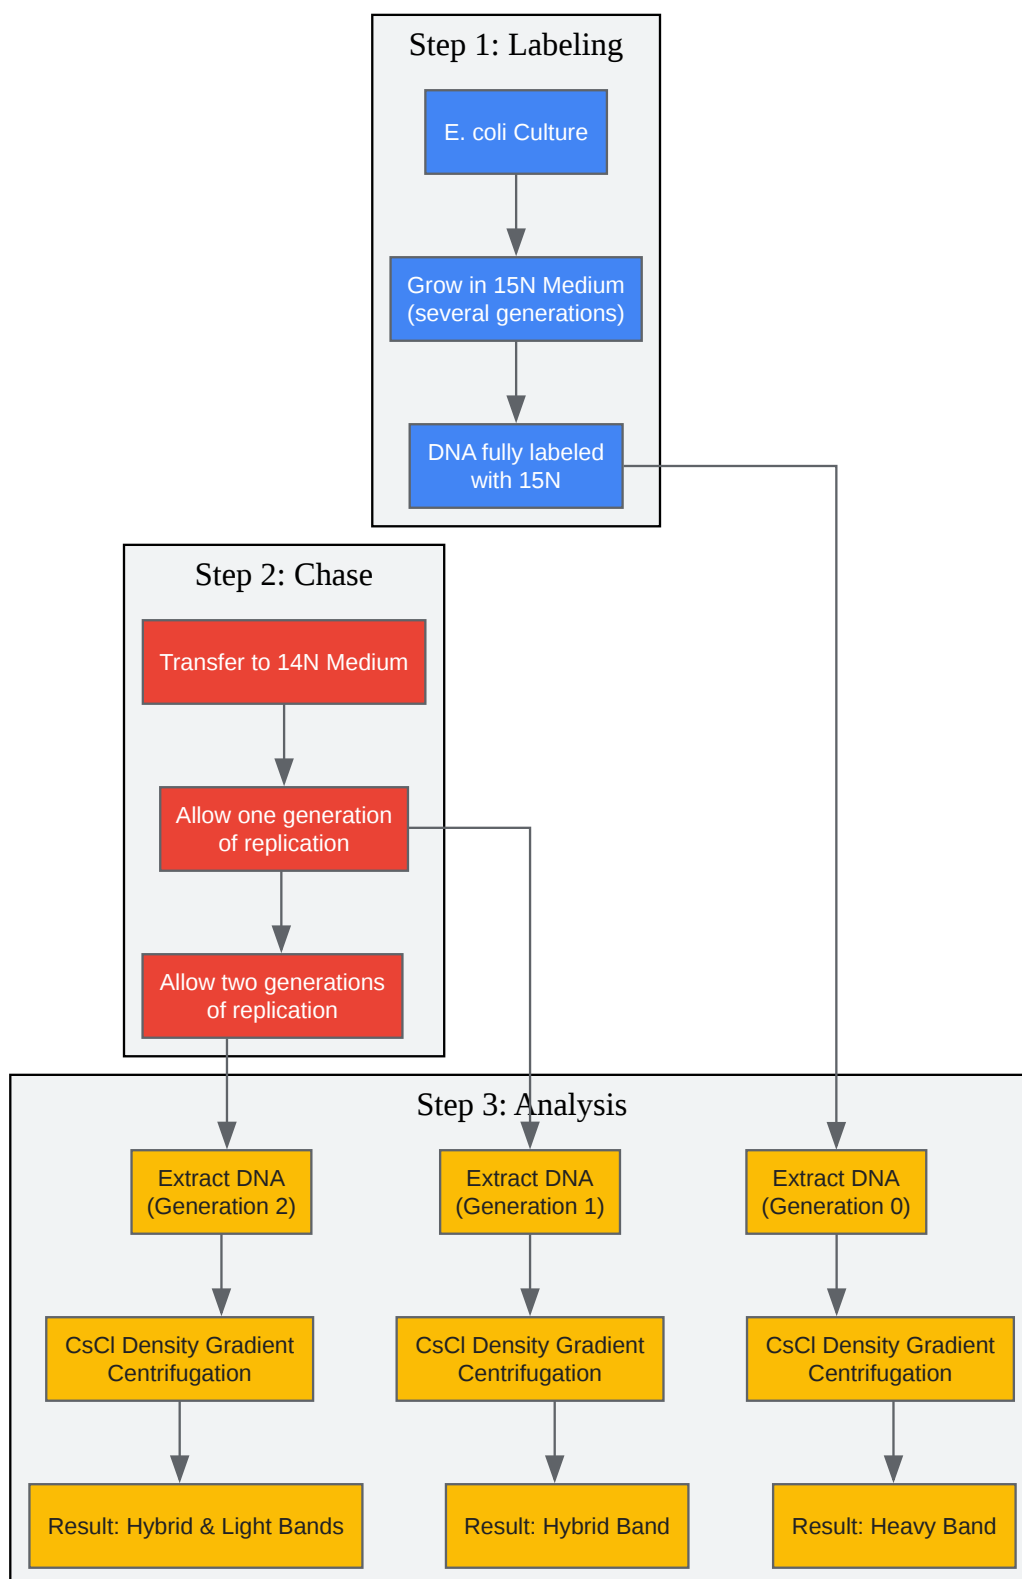 Step 1: Labeling
E. coli Culture
Grow in 15N Medium
(several generations)
DNA fully labeled
with 15N
Step 2: Chase
Transfer to 14N Medium
Allow one generation
of replication
Allow two generations
of replication
Step 3: Analysis
Extract DNA
(Generation 2)
Extract DNA
(Generation 1)
Extract DNA
(Generation 0)
CsCl Density Gradient
Centrifugation
CsCl Density Gradient
Centrifugation
CsCl Density Gradient
Centrifugation
Result: Hybrid & Light Bands
Result: Hybrid Band
Result: Heavy Band